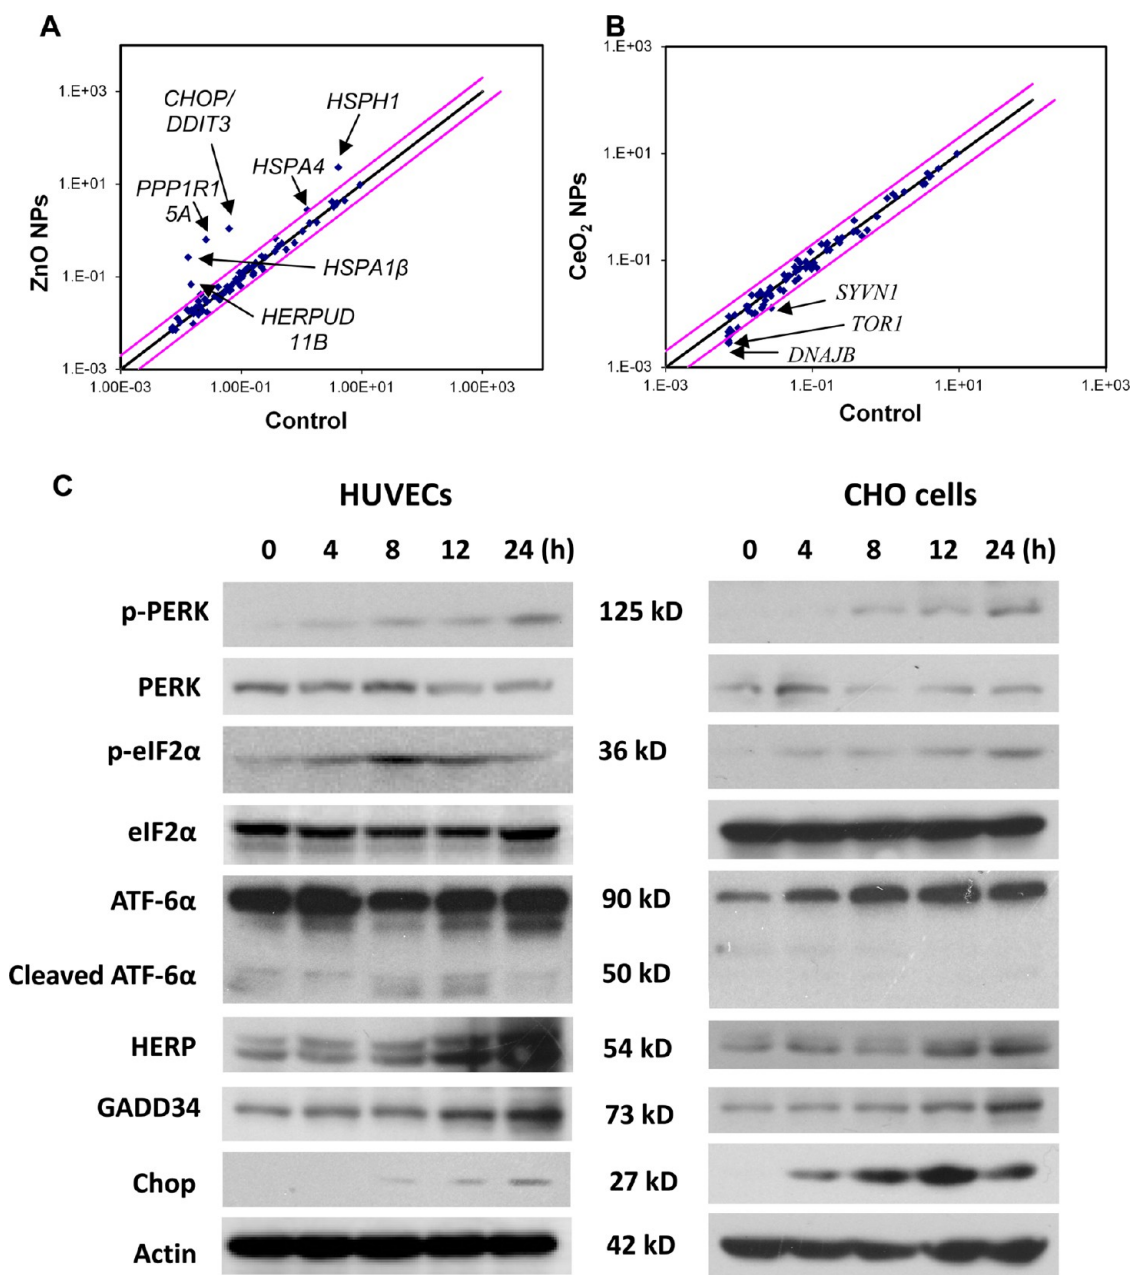 A
ZnO NPs
1.E+03
1.E+01
1.E-01
1.E-03
CHOP/
DDIT3
HSPH1
HSPA4
PPP1R1
5A
HSPA1β
HERPUD
11B
1.00E-03
1.00E-01
1.00E+01
1.00E+03
Control
B
CeO2 NPs
1.E+03
1.E+01
1.E-01
1.E-03
SYVN1
TOR1
DNAJB
1.E-03
1.E-01
1.E+01
1.E+03
Control
C
HUVECs
CHO cells
0 4 8 12 24 (h)
0 4 8 12 24 (h)
p-PERK
125 kD
PERK
p-eIF2α
36 kD
eIF2α
ATF-6α
90 kD
Cleaved ATF-6α
50 kD
HERP
54 kD
GADD34
73 kD
Chop
27 kD
Actin
42 kD